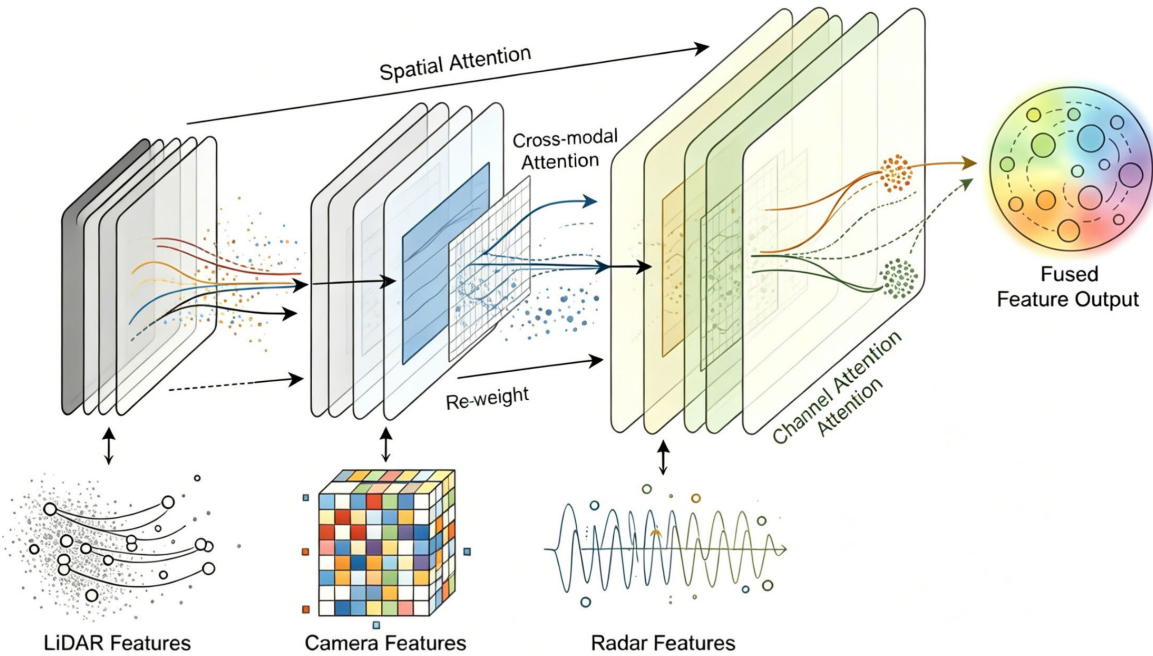 Spatial Attention
Cross-modal
Attention
Re-weight
Channel Attention
Attention
Fused
Feature Output
LiDAR Features
Camera Features
Radar Features